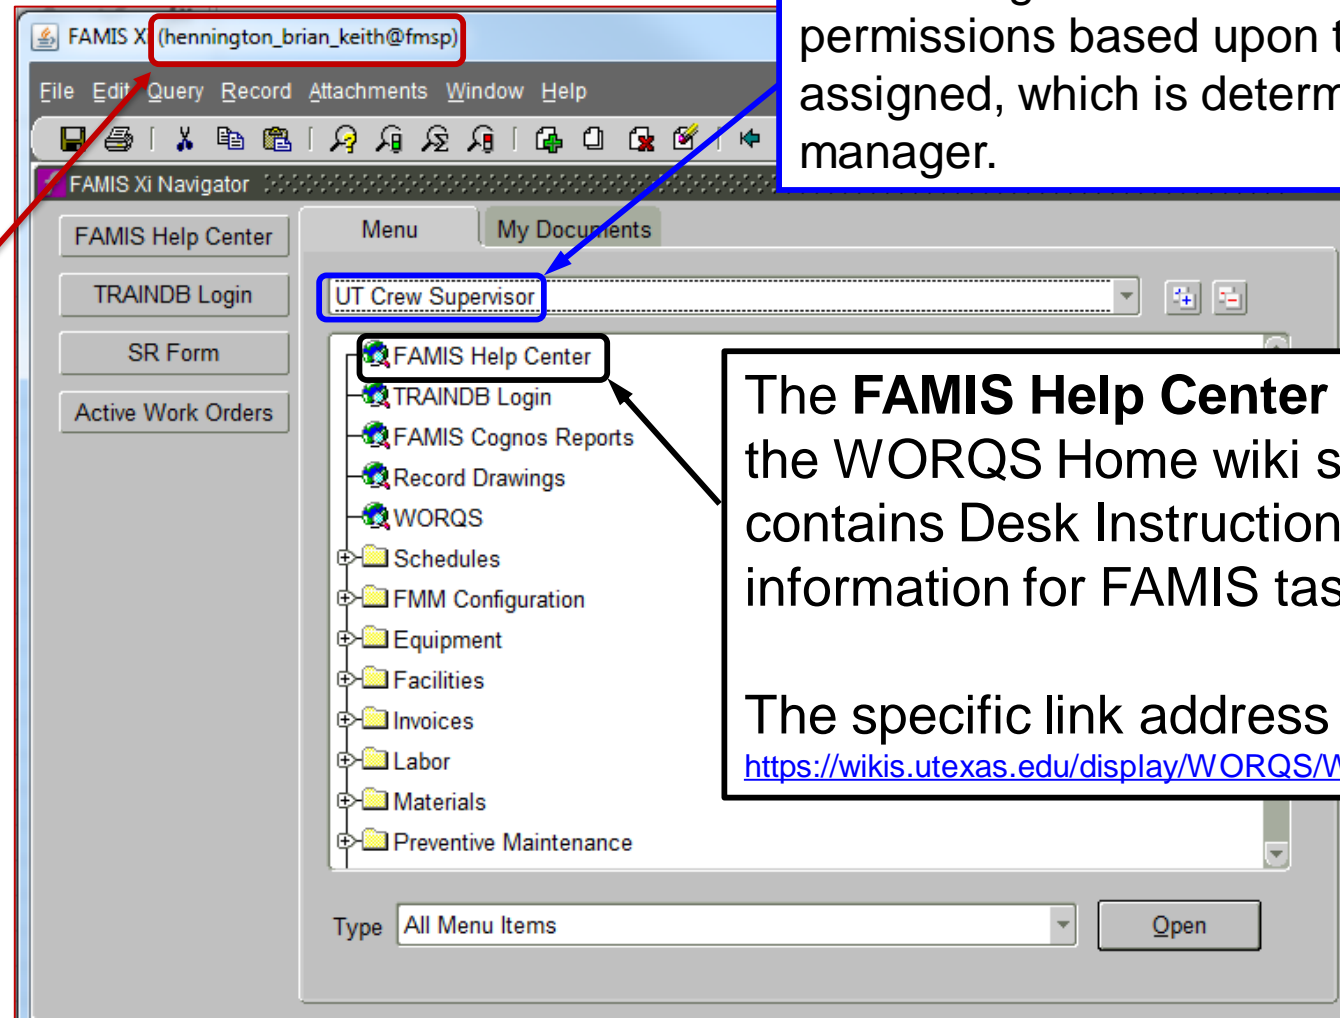 FAMIS Xi (hennington_brian_keith@fmsp)
permissions based upon
assigned, which is
manager.
File Edit Query Record Attachments Window Help
FAMIS Xi Navigator
FAMIS Help Center
TRAINDB Login
SR Form
Active Work Orders
Menu My Documents
UT Crew Supervisor
FAMIS Help Center
TRAINDB Login
FAMIS Cognos Reports
Record Drawings
WORQS
Schedules
FMM Configuration
Equipment
Facilities
Invoices
Labor
Materials
Preventive Maintenance
The FAMIS Help Center
the WORQS Home wiki
contains Desk Instruction
information for FAMIS
The specific link address
https://wikis.utexas.edu/display/WORQS/W
Type All Menu Items Open